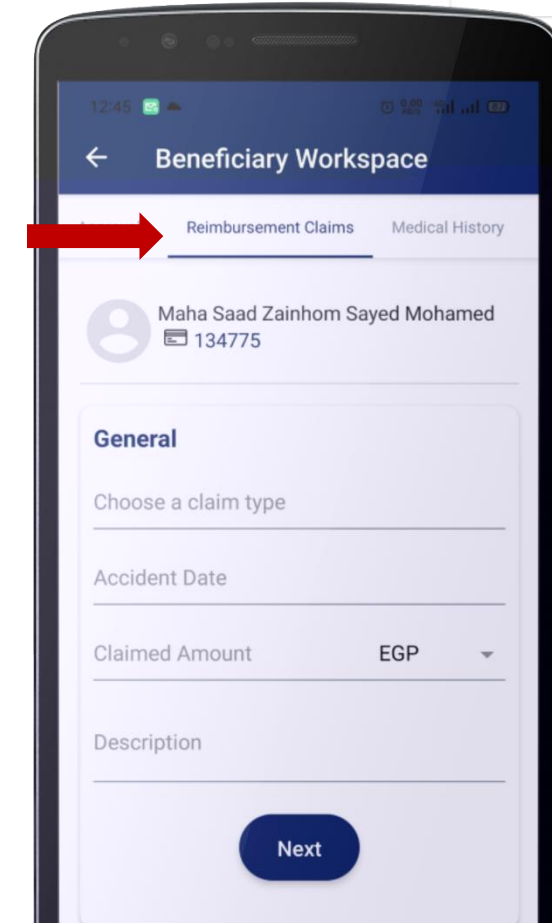 12:45
Beneficiary Workspace
Reimbursement Claims Medical History
Maha Saad Zainhom Sayed Mohamed
134775
General
Choose a claim type
Accident Date
Claimed Amount EGP
Description
Next